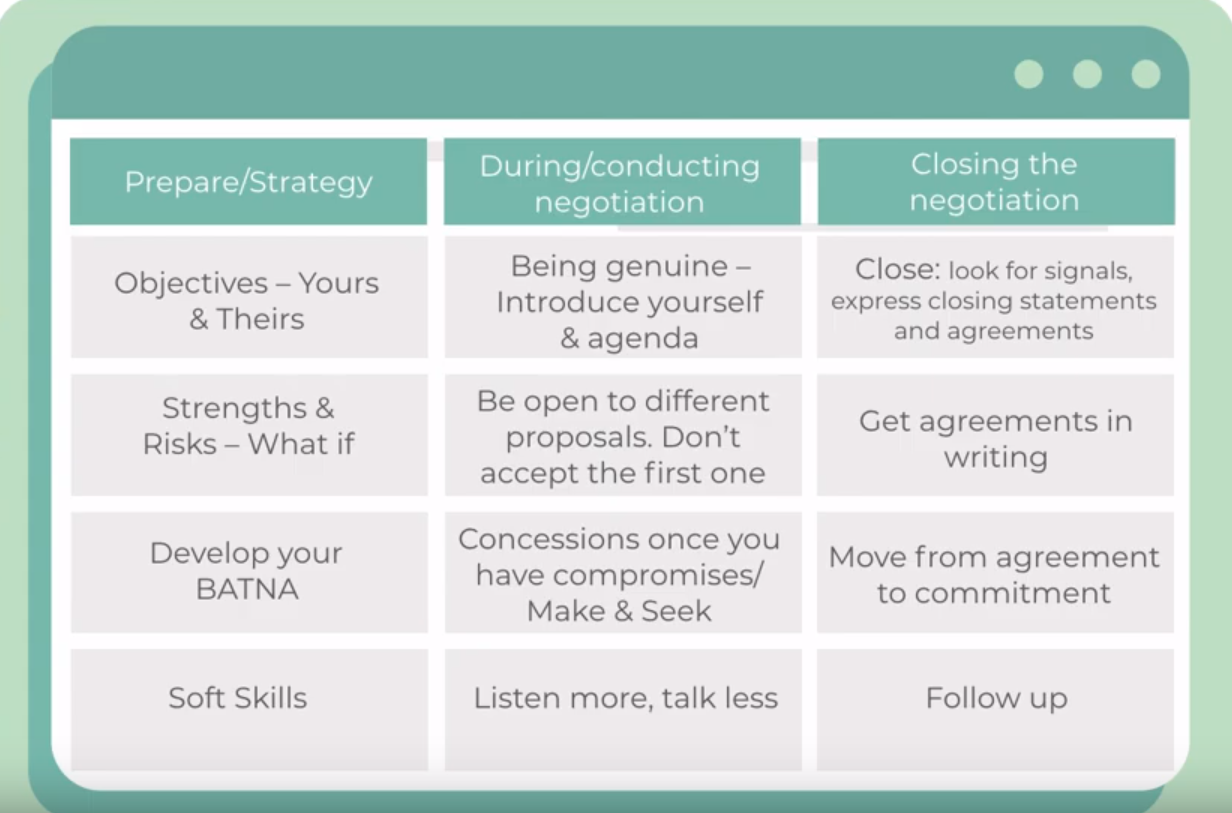 Prepare/Strategy
During/conducting
negotiation
Closing the
negotiation
Objectives – Yours
& Theirs
Being genuine –
Introduce yourself
& agenda
Close: look for signals,
express closing statements
and agreements
Strengths &
Risks – What if
Be open to different
proposals. Don’t
accept the first one
Get agreements in
writing
Develop your
BATNA
Concessions once you
have compromises/
Make & Seek
Move from agreement
to commitment
Soft Skills
Listen more, talk less
Follow up